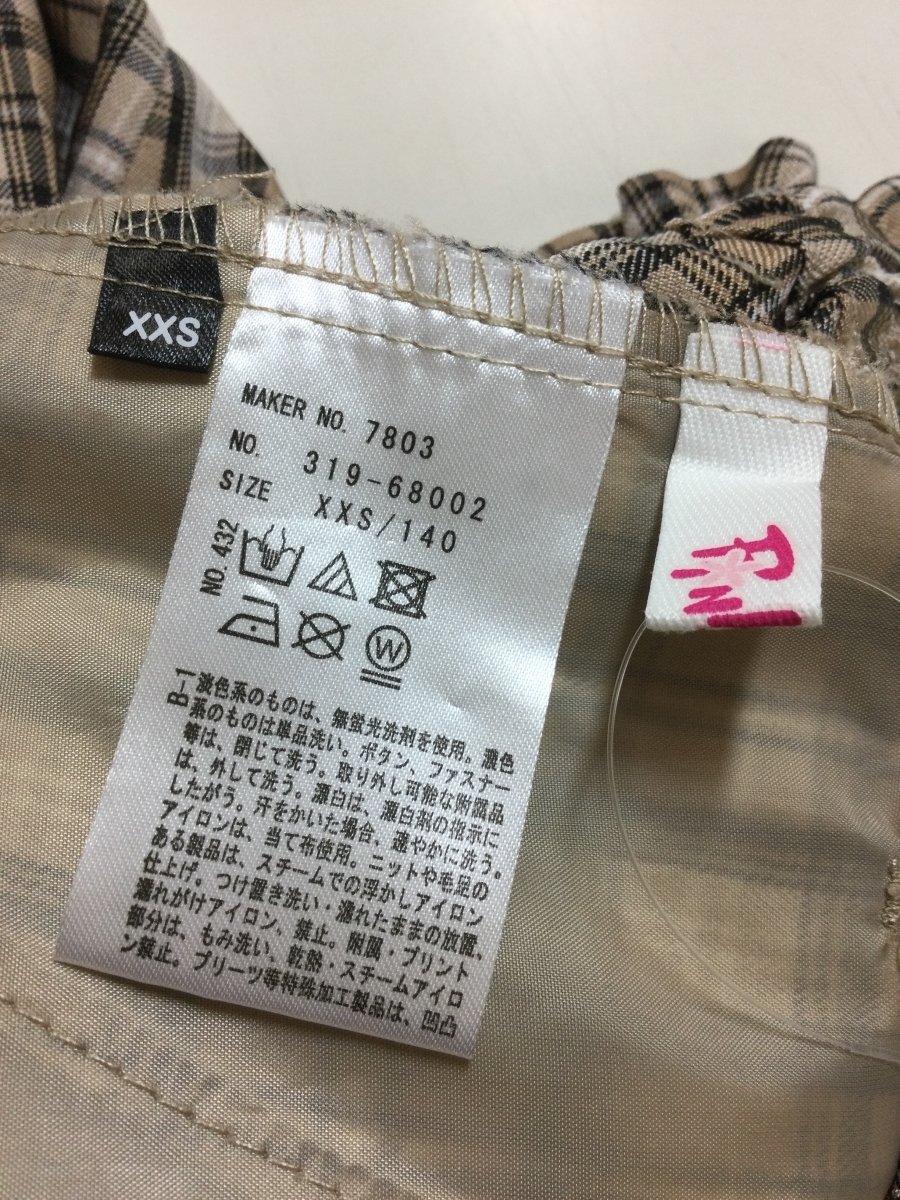 XXS
MAKER NO. 7803
NO. 319-68002
SIZE XXS/140
NO. 432
W
B-1
淡色系のものは、無蛍光洗剤を使用。濃色
系のものは単品洗い。ボタン、ファスナー
等は、閉じて洗う。取り外し可能な附属品
は、外して洗う。漂白は、漂白剤の指示に
したがう。汗をかいた場合、速やかに洗う。
アイロンは、当て布使用。ニットや毛足の
ある製品は、スチームでの浮かしアイロン
仕上げ。つけ置き洗い・濡れたままの放置、
濡れがけアイロン、禁止。附属・プリント
部分は、もみ洗い、乾熱・スチームアイロ
ン禁止。プリーツ等特殊加工製品は、凹凸